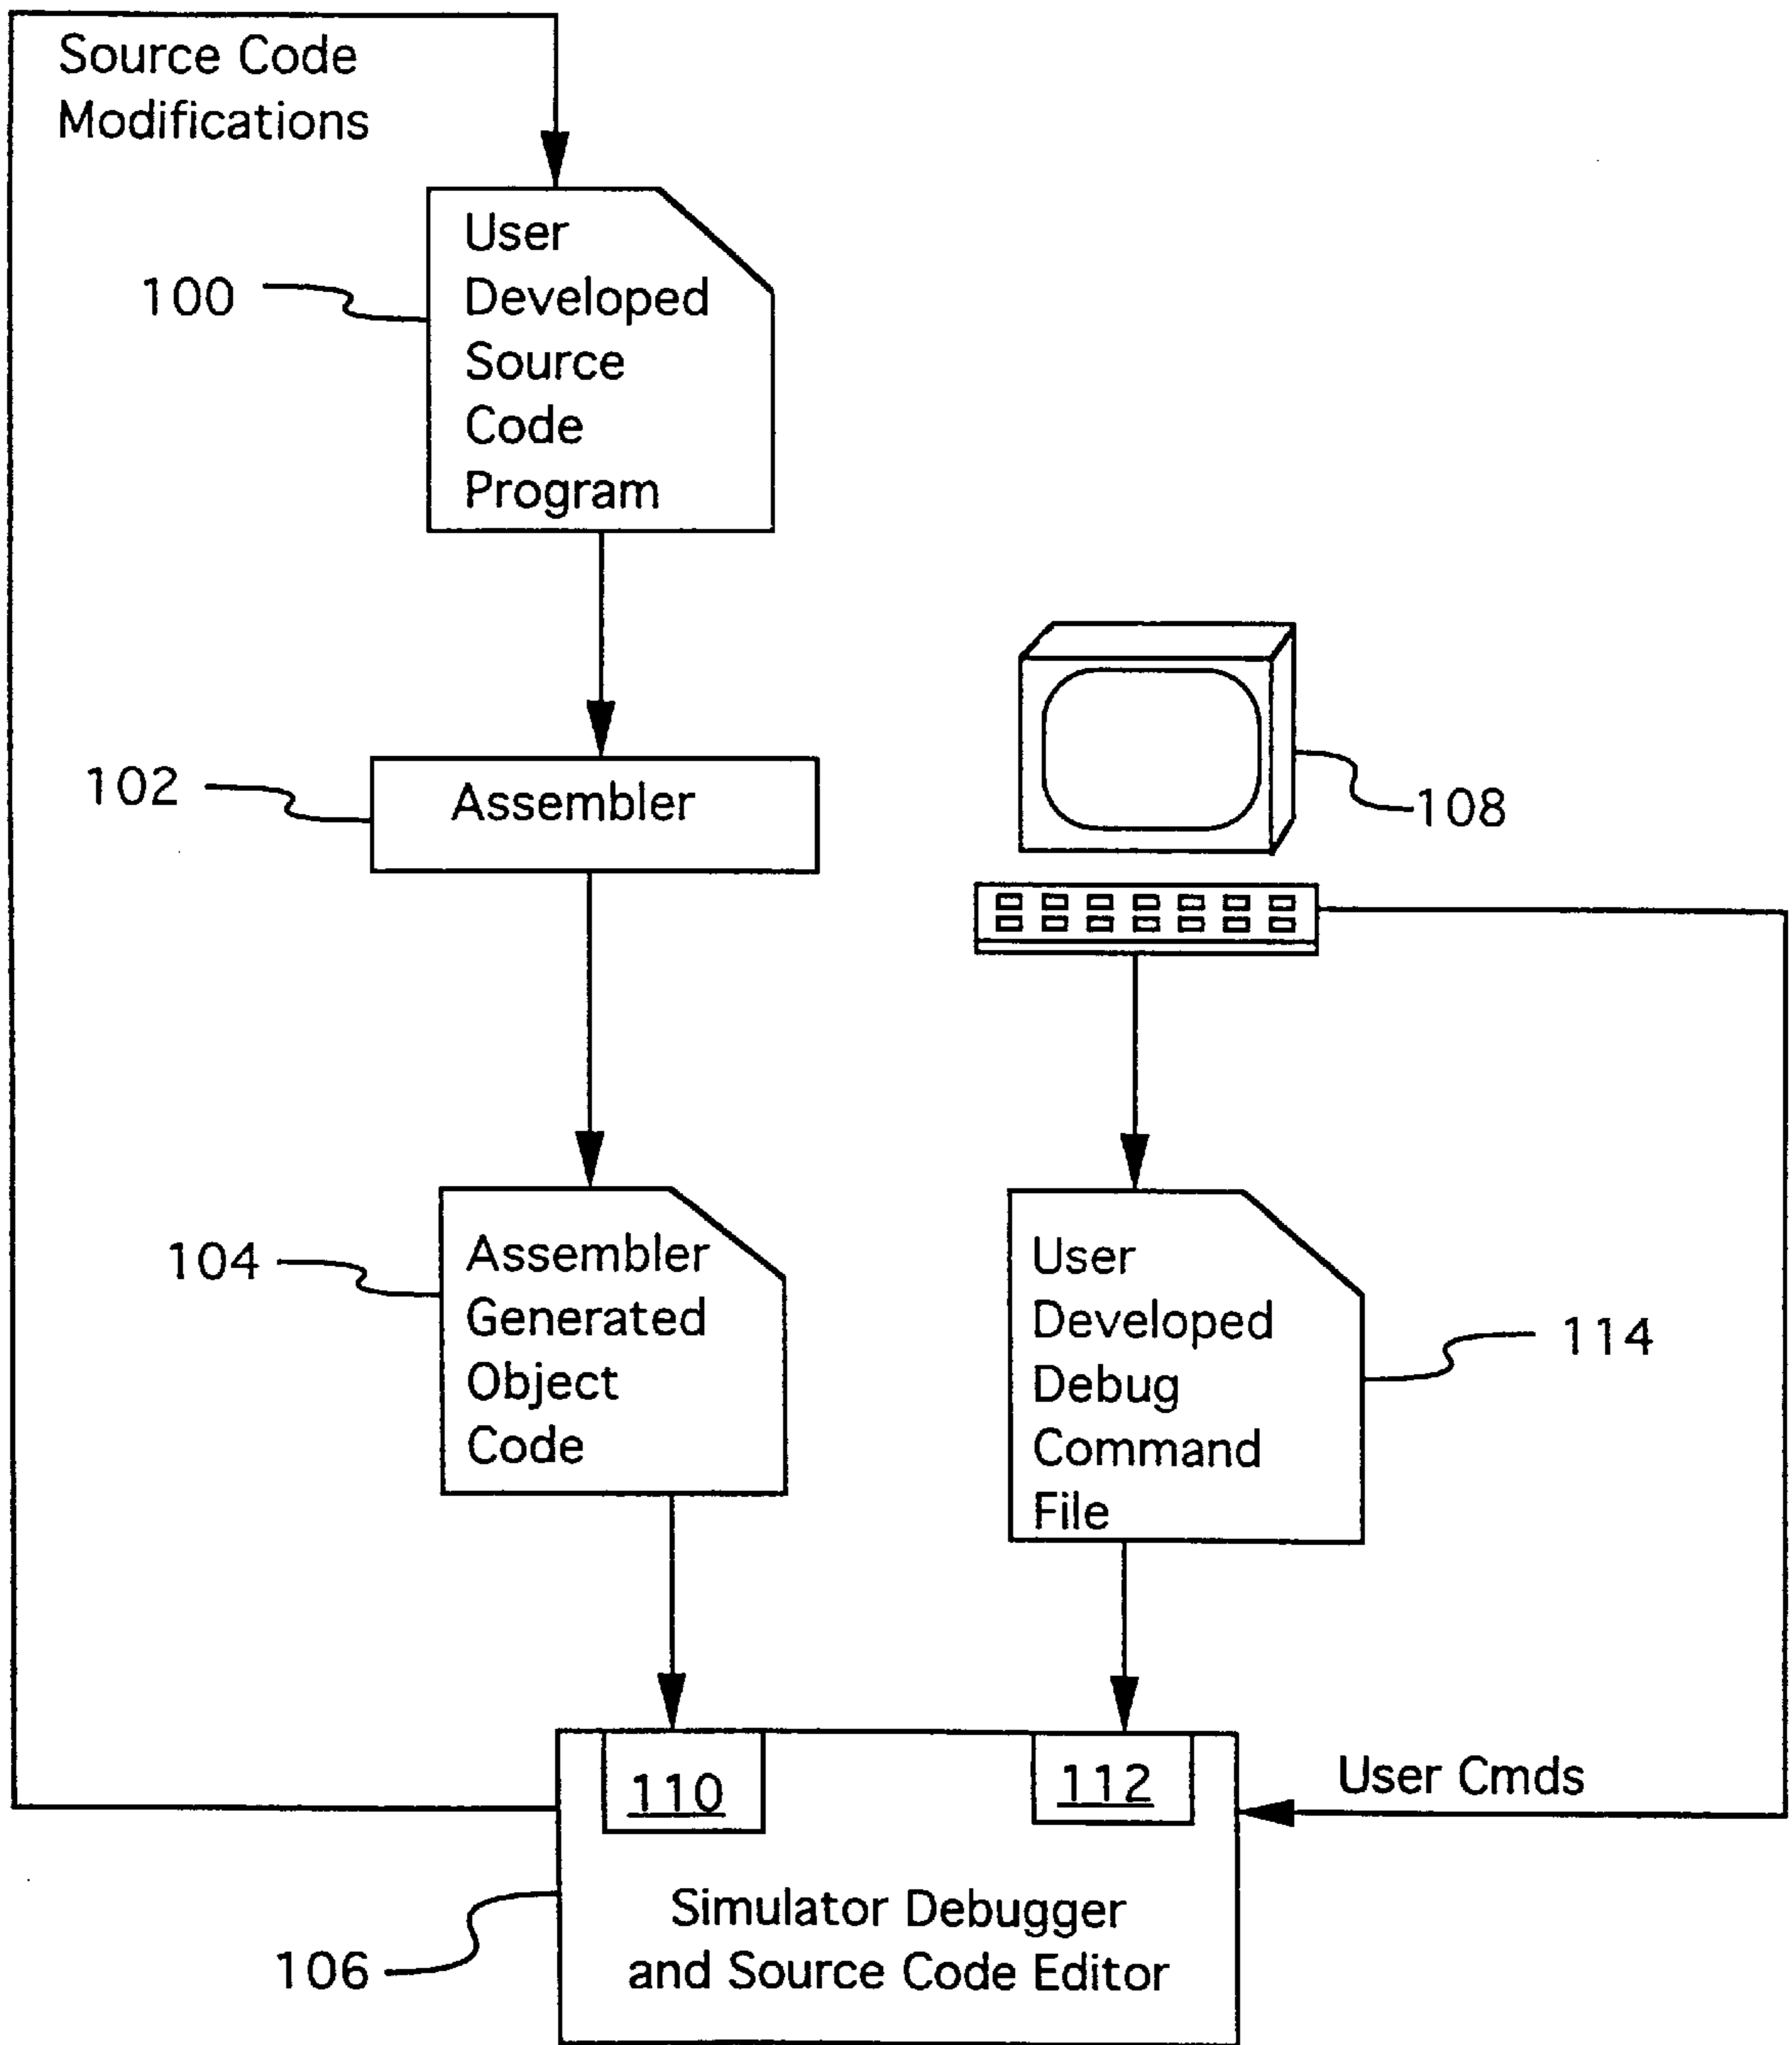 Source Code
Modifications
User
Developed
Source
Code
Program
100
102
Assembler
108
104
Assembler
Generated
Object
Code
User
Developed
Debug
Command
File
114
110
112
User Cmds
Simulator Debugger
and Source Code Editor
106